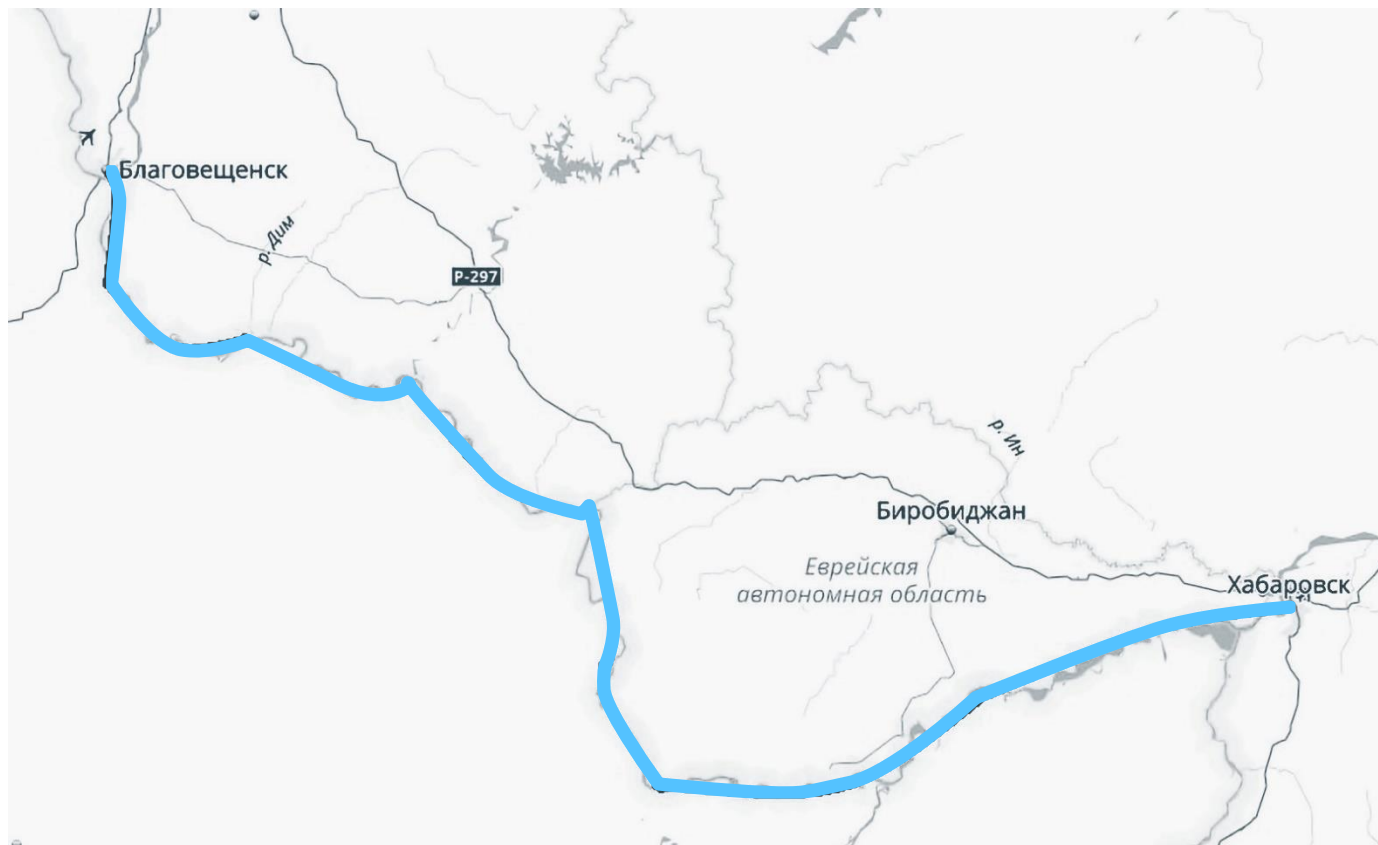 Благовещенск
р. Дим
Р-297
р. Ин
Биробиджан
Еврейская
автономная область
Хабаровск